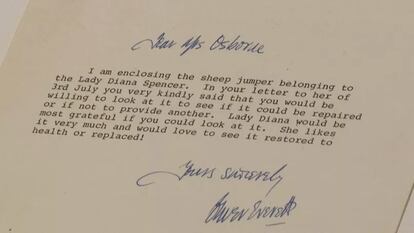 Dear Mrs Osborne
I am enclosing the sheep jumper belonging to
the Lady Diana Spencer. In your letter to her of
3rd July you very kindly said that you would be
willing to look at it to see if it could be repaired
or if not to provide another. Lady Diana would be
most grateful if you could look at it. She likes
it very much and would love to see it restored to
health or replaced!
Yours sincerely
Oliver Everett